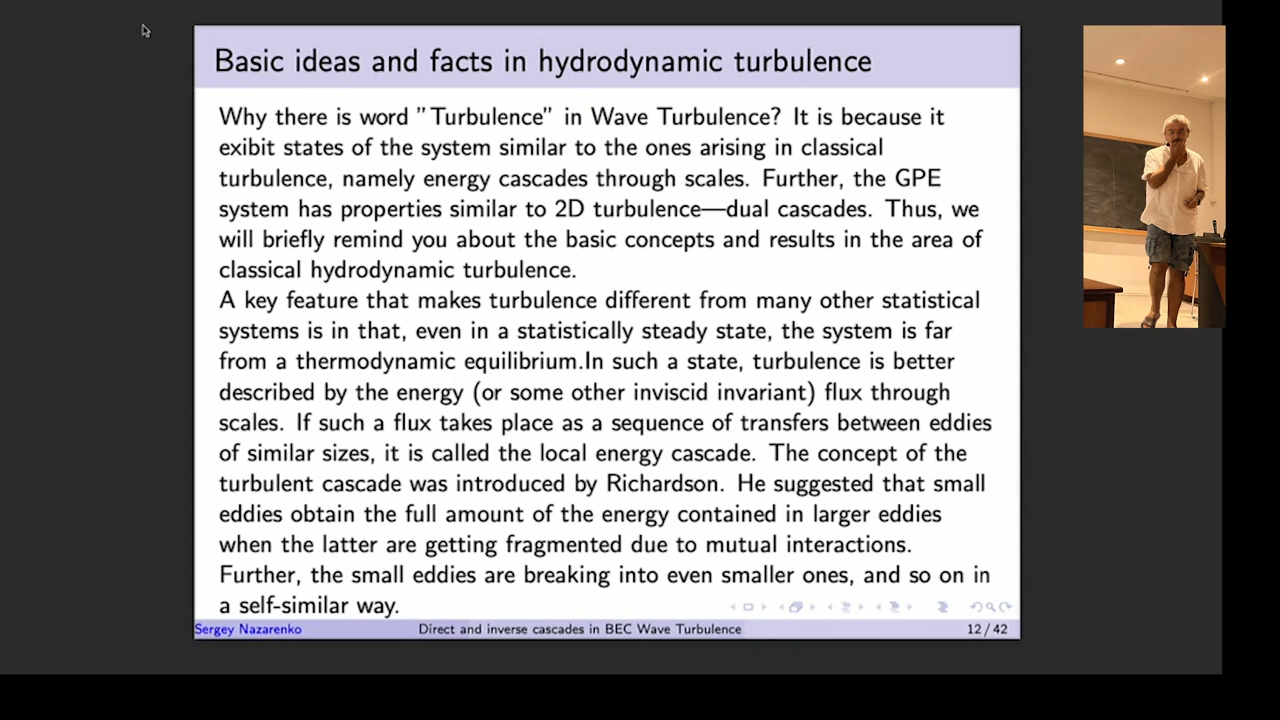 Basic ideas and facts in hydrodynamic turbulence
Why there is word "Turbulence" in Wave Turbulence? It is because it
exibit states of the system similar to the ones arising in classical
turbulence, namely energy cascades through scales. Further, the GPE
system has properties similar to 2D turbulence—dual cascades. Thus, we
will briefly remind you about the basic concepts and results in the area of
classical hydrodynamic turbulence.
A key feature that makes turbulence different from many other statistical
systems is in that, even in a statistically steady state, the system is far
from a thermodynamic equilibrium.In such a state, turbulence is better
described by the energy (or some other inviscid invariant) flux through
scales. If such a flux takes place as a sequence of transfers between eddies
of similar sizes, it is called the local energy cascade. The concept of the
turbulent cascade was introduced by Richardson. He suggested that small
eddies obtain the full amount of the energy contained in larger eddies
when the latter are getting fragmented due to mutual interactions.
Further, the small eddies are breaking into even smaller ones, and so on in
a self-similar way.
Sergey Nazarenko Direct and inverse cascades in BEC Wave Turbulence 12 / 42